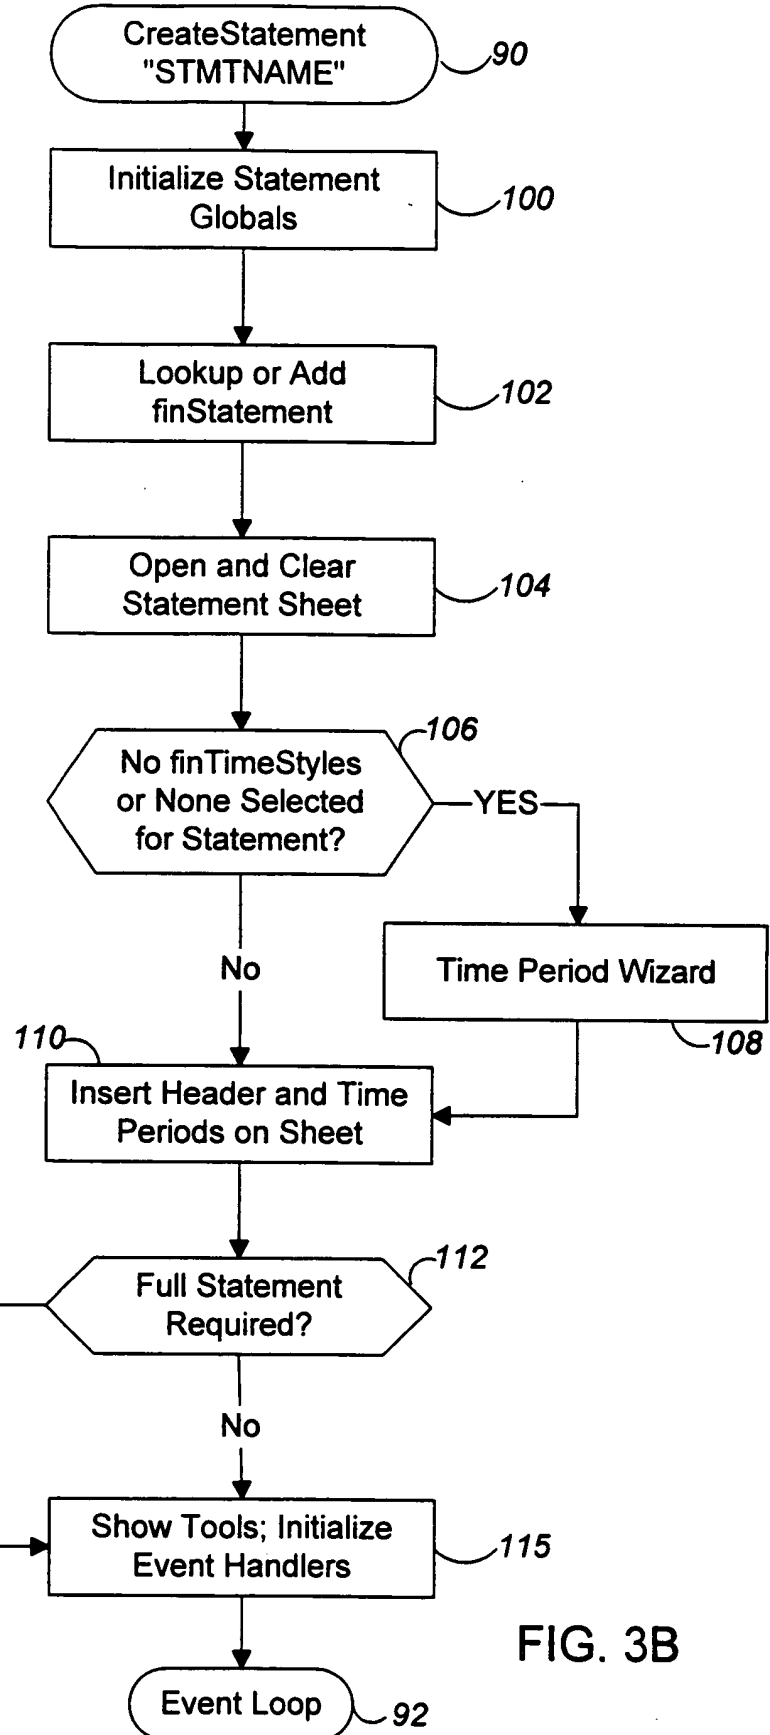 CreateStatement
"STMTNAME"
90
Initialize Statement
Globals
100
Lookup or Add
finStatement
102
Open and Clear
Statement Sheet
104
106
No finTimeStyles
or None Selected
for Statement?
YES
No
Time Period Wizard
108
110
Insert Header and Time
Periods on Sheet
112
Full Statement
Required?
No
Show Tools; Initialize
Event Handlers
115
FIG. 3B
Event Loop
92